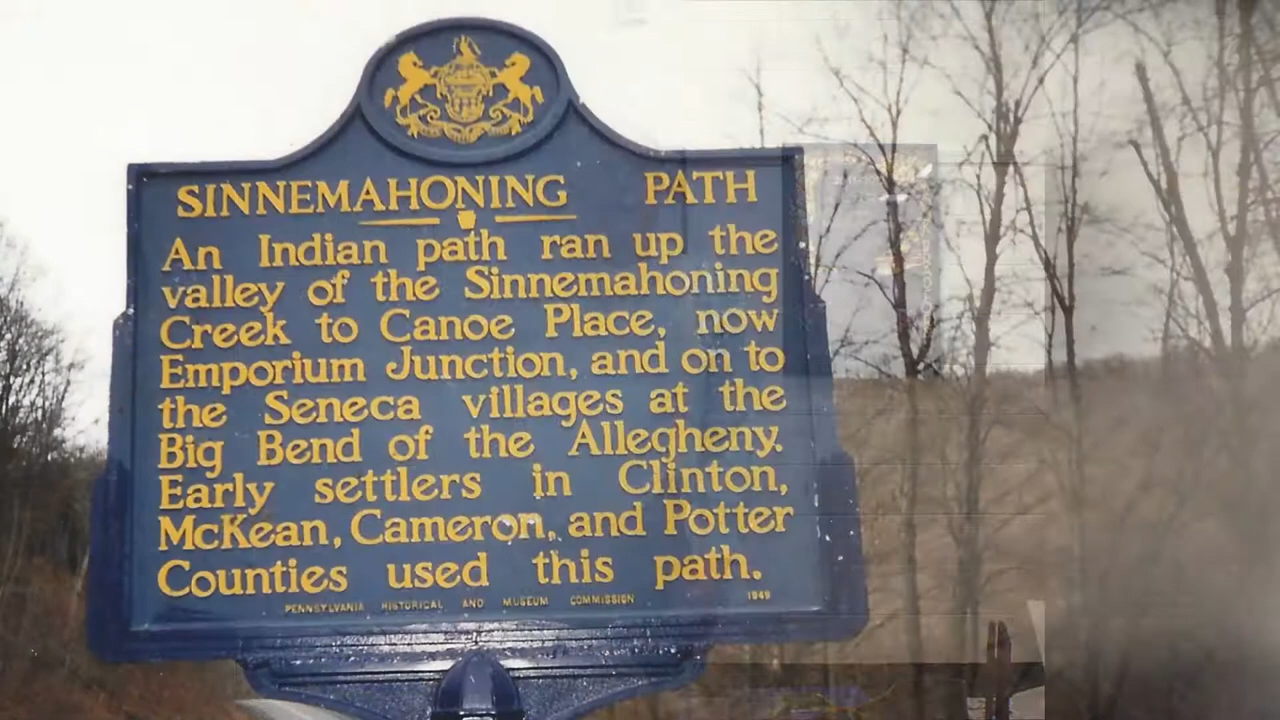 SINNEMAHONING PATH
An Indian path ran up the
valley of the Sinnemahoning
Creek to Canoe Place, now
Emporium Junction, and on to
the Seneca villages at the
Big Bend of the Allegheny.
Early settlers in Clinton,
McKean, Cameron, and Potter
Counties used this path.
PENNSYLVANIA HISTORICAL AND MUSEUM COMMISSION 1949